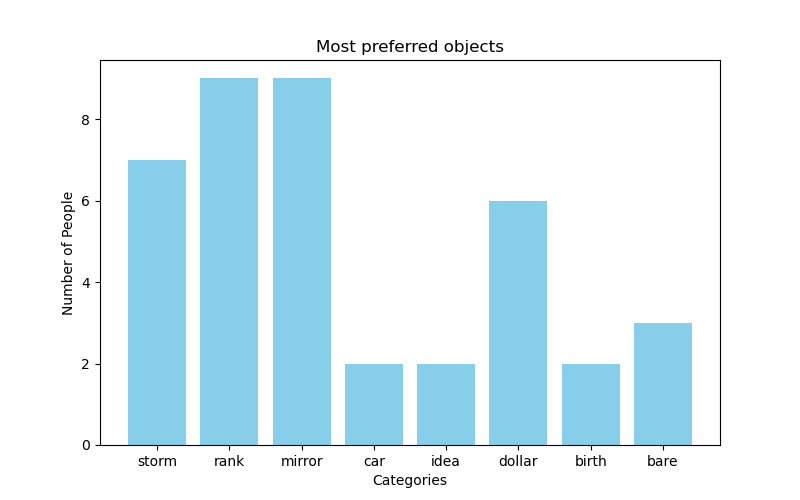 Most preferred objects
Number of People
8
6
4
2
0
storm rank mirror car idea dollar birth bare
Categories